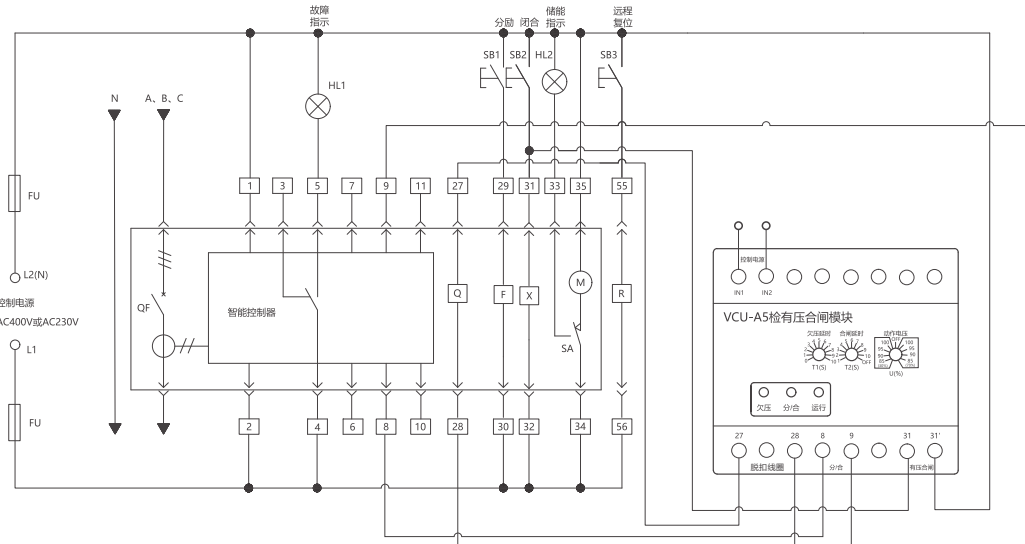 故障
指示
分励
闭合
储能
指示
远程
复位
SB1
SB2
HL2
SB3
HL1
N
A、B、C
1
3
5
7
9
11
27
29
31
33
35
55
FU
L2(N)
控制电源
AC400V或AC230V
L1
FU
QF
智能控制器
Q
F
X
M
R
SA
2
4
6
8
10
28
30
32
34
56
控制电源
IN1
IN2
VCU-A5检有压合闸模块
欠压延时
合闸延时
动作电压
T1(S)
T2(S)
U(%)
欠压
分/合
运行
27
28
8
9
31
31'
脱扣线圈
分/合
有压合闸